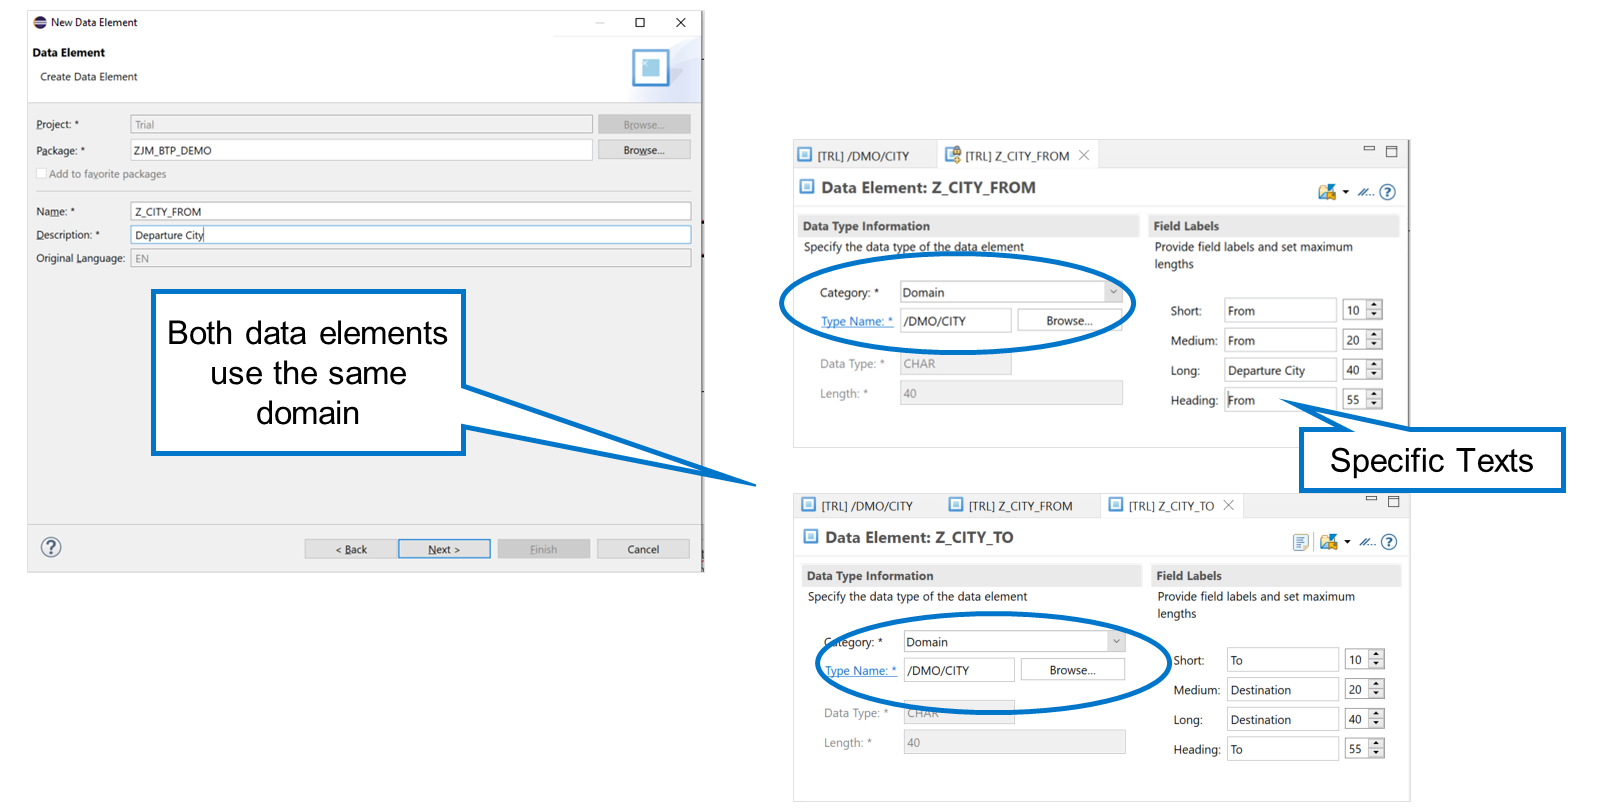 New Data Element
Data Element
Create Data Element
Project: * Trial Browse...
Package: * ZJM_BTP_DEMO Browse...
Add to favorite packages
Name: * Z_CITY_FROM
Description: * Departure City
Original Language: EN
Both data elements
use the same
domain
< Back Next > Finish Cancel
[TRL] /DMO/CITY [TRL] Z_CITY_FROM
Data Element: Z_CITY_FROM
Data Type Information
Specify the data type of the data element
Category: * Domain
Type Name: * /DMO/CITY Browse...
Data Type: * CHAR
Length: * 40
Field Labels
Provide field labels and set maximum
lengths
Short: From 10
Medium: From 20
Long: Departure City 40
Heading: From 55
Specific Texts
[TRL] /DMO/CITY [TRL] Z_CITY_FROM [TRL] Z_CITY_TO
Data Element: Z_CITY_TO
Data Type Information
Specify the data type of the data element
Category: * Domain
Type Name: * /DMO/CITY Browse...
Data Type: * CHAR
Length: * 40
Field Labels
Provide field labels and set maximum
lengths
Short: To 10
Medium: Destination 20
Long: Destination 40
Heading: To 55